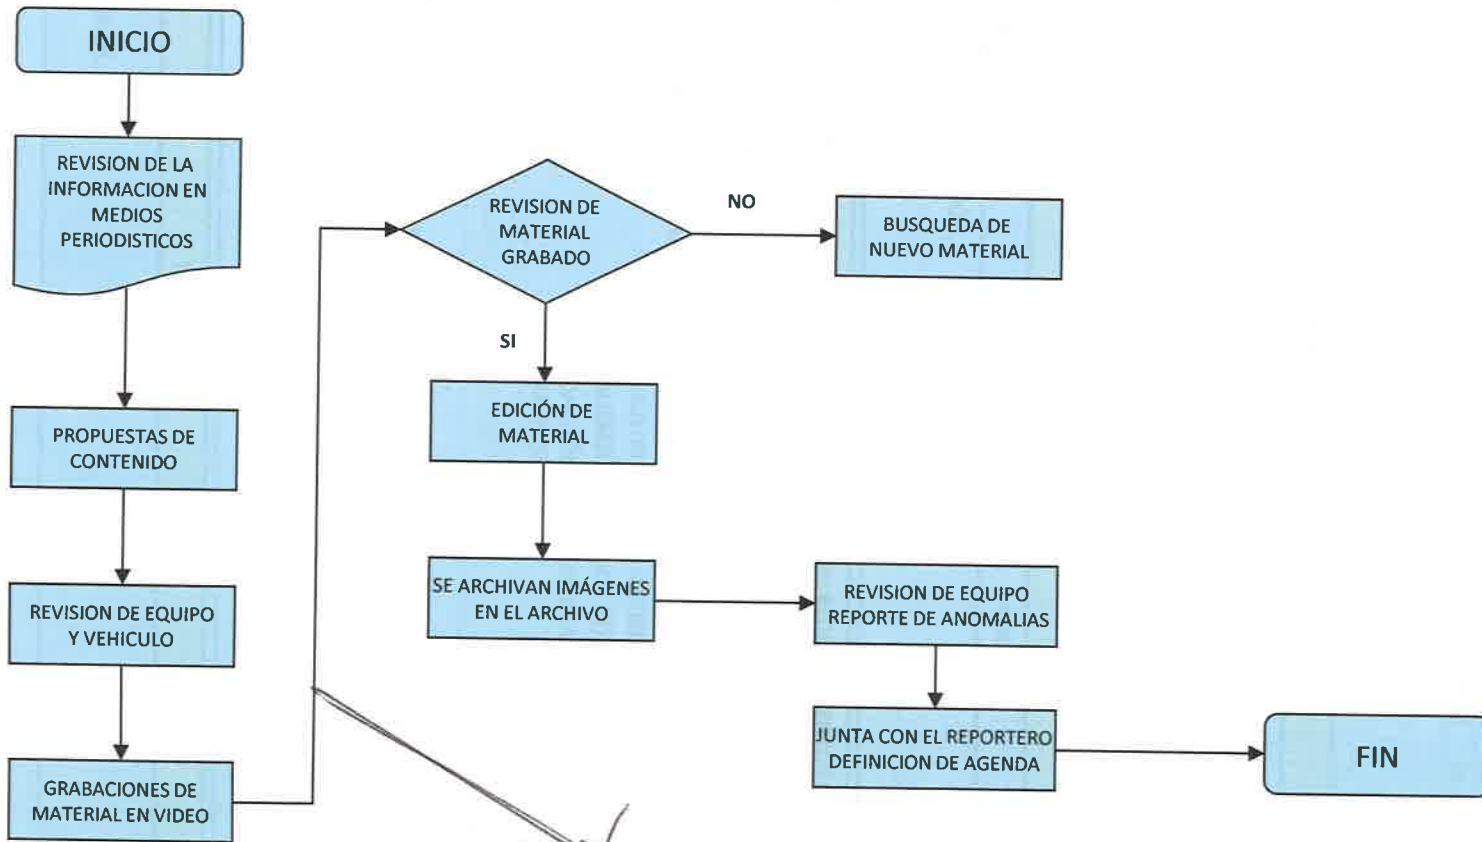 INICIO
REVISION DE LA
INFORMACION EN
MEDIOS
PERIODISTICOS
PROPUESTAS DE
CONTENIDO
REVISION DE EQUIPO
Y VEHICULO
GRABACIONES DE
MATERIAL EN VIDEO
REVISION DE
MATERIAL
GRABADO
NO
BUSQUEDA DE
NUEVO MATERIAL
SI
EDICIÓN DE
MATERIAL
SE ARCHIVAN IMÁGENES
EN EL ARCHIVO
REVISION DE EQUIPO
REPORTE DE ANOMALIAS
JUNTA CON EL REPORTERO
DEFINICION DE AGENDA
FIN